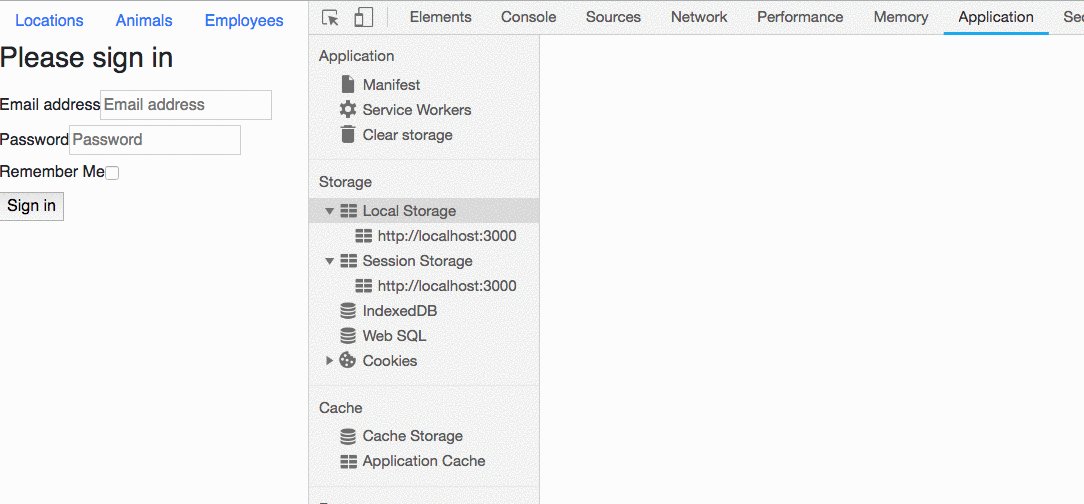 Locations Animals Employees
Please sign in
Email address Email address
Password Password
Remember Me
Sign in
Elements Console Sources Network Performance Memory Application
Application
Manifest
Service Workers
Clear storage
Storage
Local Storage
http://localhost:3000
Session Storage
http://localhost:3000
IndexedDB
Web SQL
Cookies
Cache
Cache Storage
Application Cache